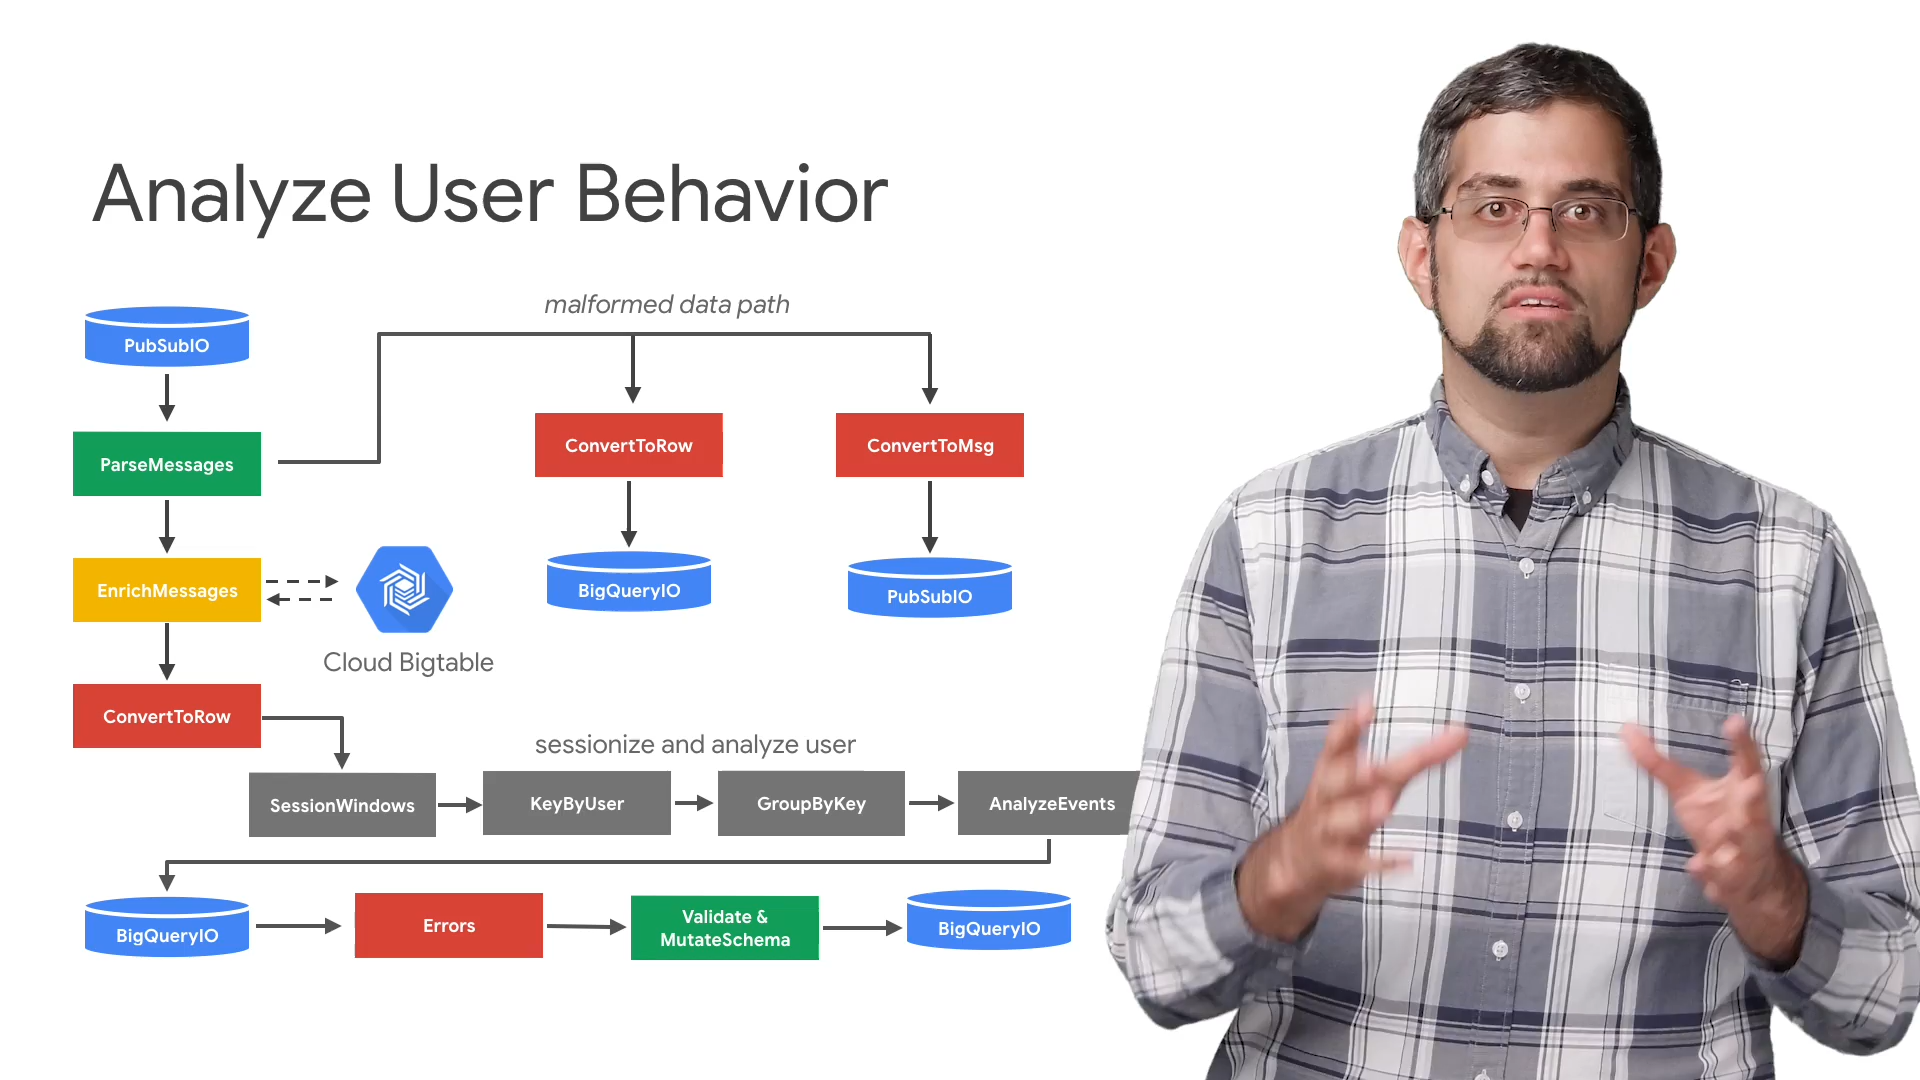 Analyze User Behavior
malformed data path
PubSubIO
ParseMessages
ConvertToRow
ConvertToMsg
EnrichMessages
BigQueryIO
PubSubIO
Cloud Bigtable
ConvertToRow
sessionize and analyze user
SessionWindows
KeyByUser
GroupByKey
AnalyzeEvents
BigQueryIO
Errors
Validate &
MutateSchema
BigQueryIO